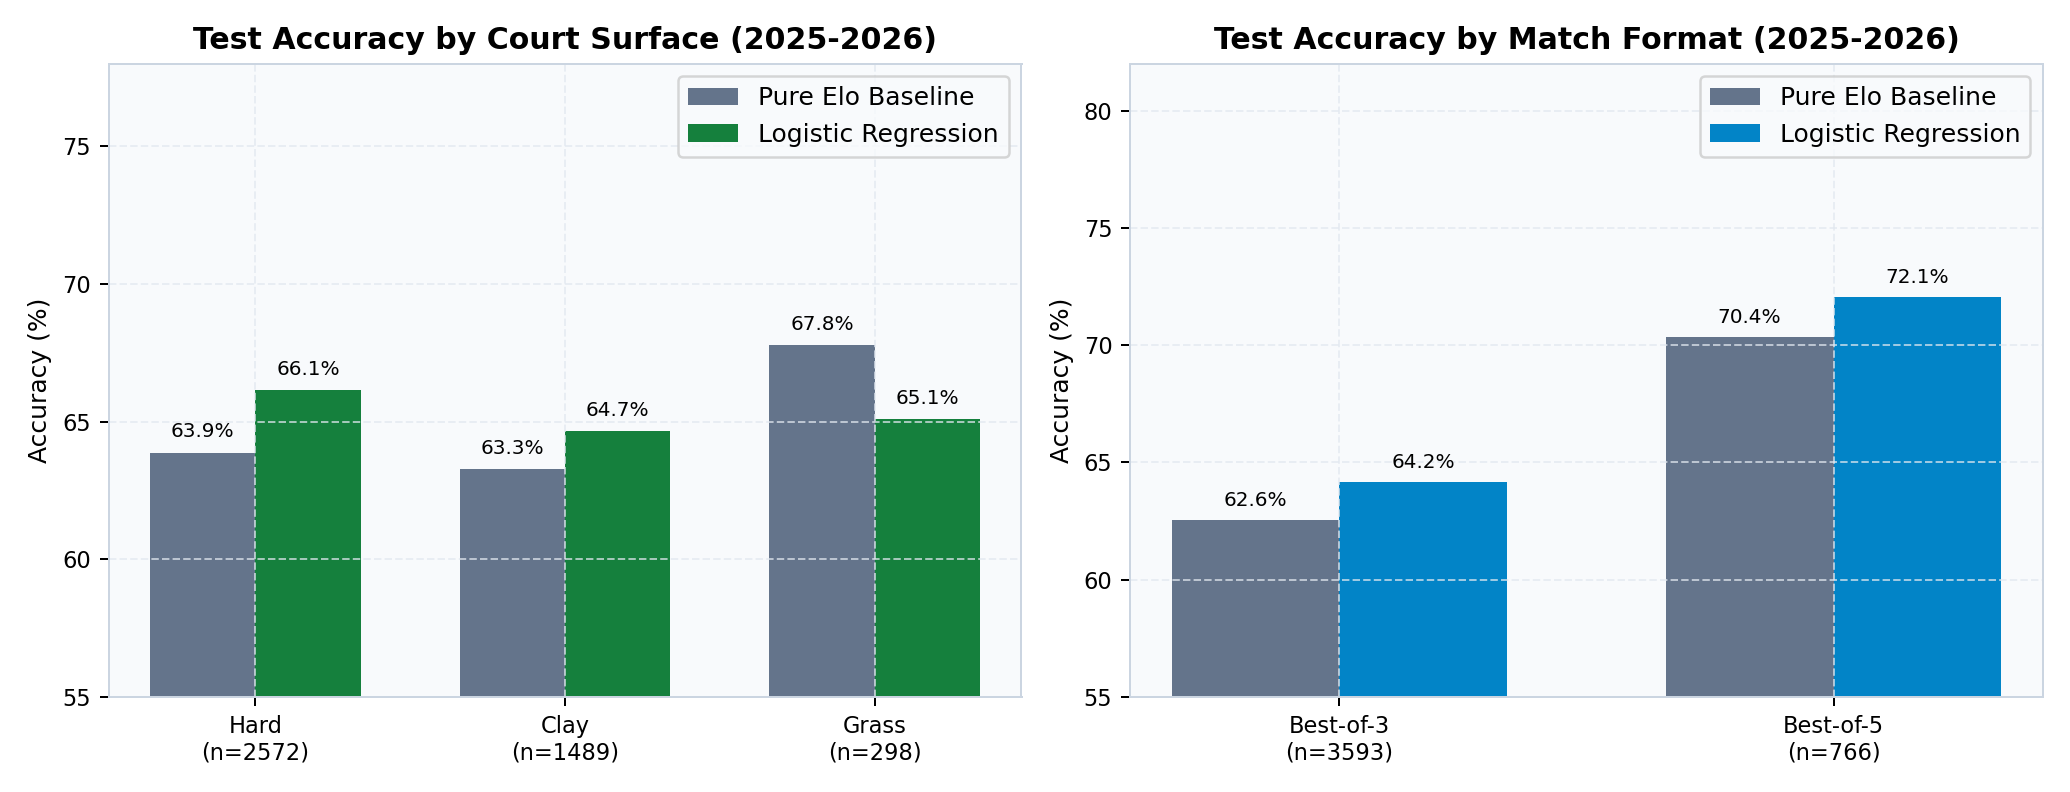 Test Accuracy by Court Surface (2025-2026)
Pure Elo Baseline
Logistic Regression
Accuracy (%)
75
70
65
60
55
63.9%
66.1%
63.3%
64.7%
67.8%
65.1%
Hard
(n=2572)
Clay
(n=1489)
Grass
(n=298)
Test Accuracy by Match Format (2025-2026)
Pure Elo Baseline
Logistic Regression
Accuracy (%)
80
75
70
65
60
55
62.6%
64.2%
70.4%
72.1%
Best-of-3
(n=3593)
Best-of-5
(n=766)